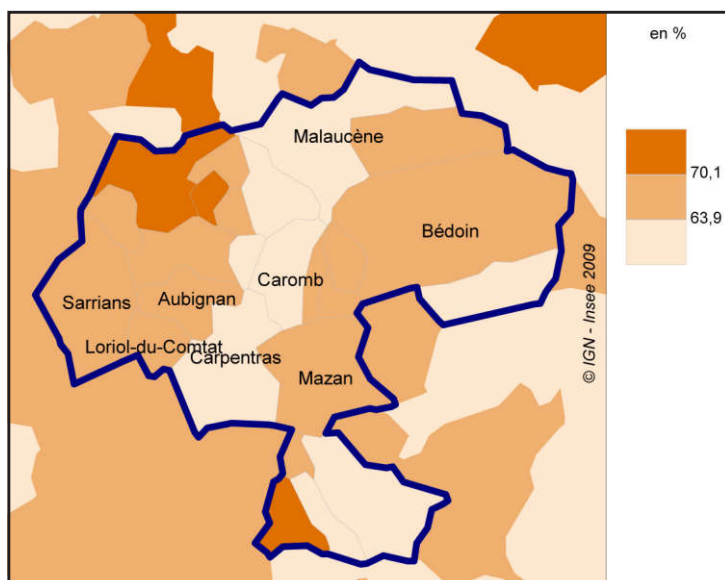 en %
70,1
63,9
Malaucène
Bédoin
Caromb
Sarrians
Aubignan
Loriol-du-Comtat
Carpentras
Mazan
© IGN - Insee 2009